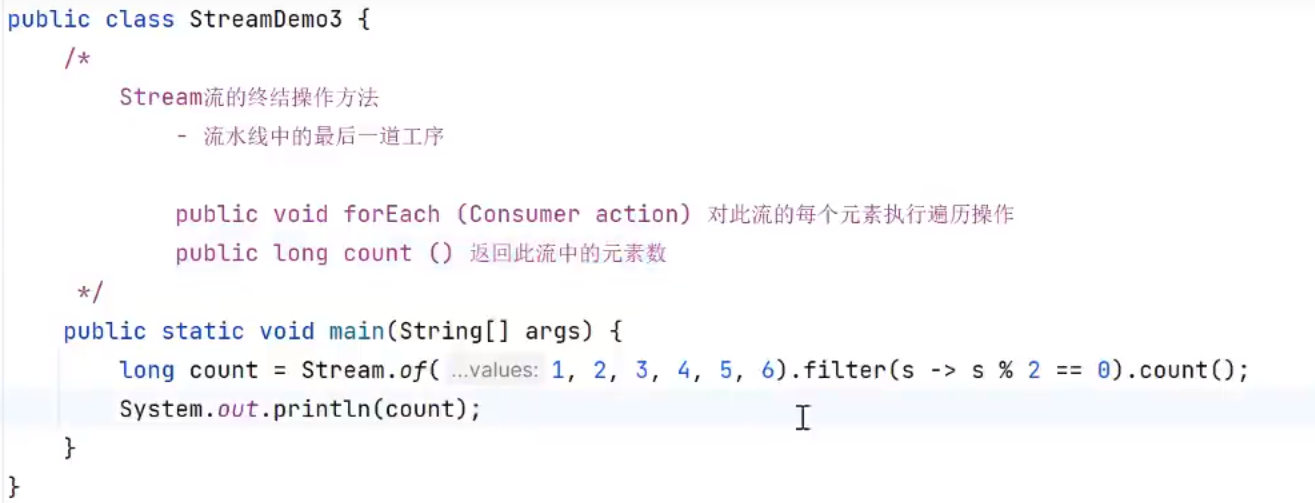 public class StreamDemo3 {
/*
Stream流的终结操作方法
- 流水线中的最后一道工序
public void forEach (Consumer action) 对此流的每个元素执行遍历操作
public long count () 返回此流中的元素数
*/
public static void main(String[] args) {
long count = Stream.of( ...values: 1, 2, 3, 4, 5, 6).filter(s -> s % 2 == 0).count();
System.out.println(count);
}
}